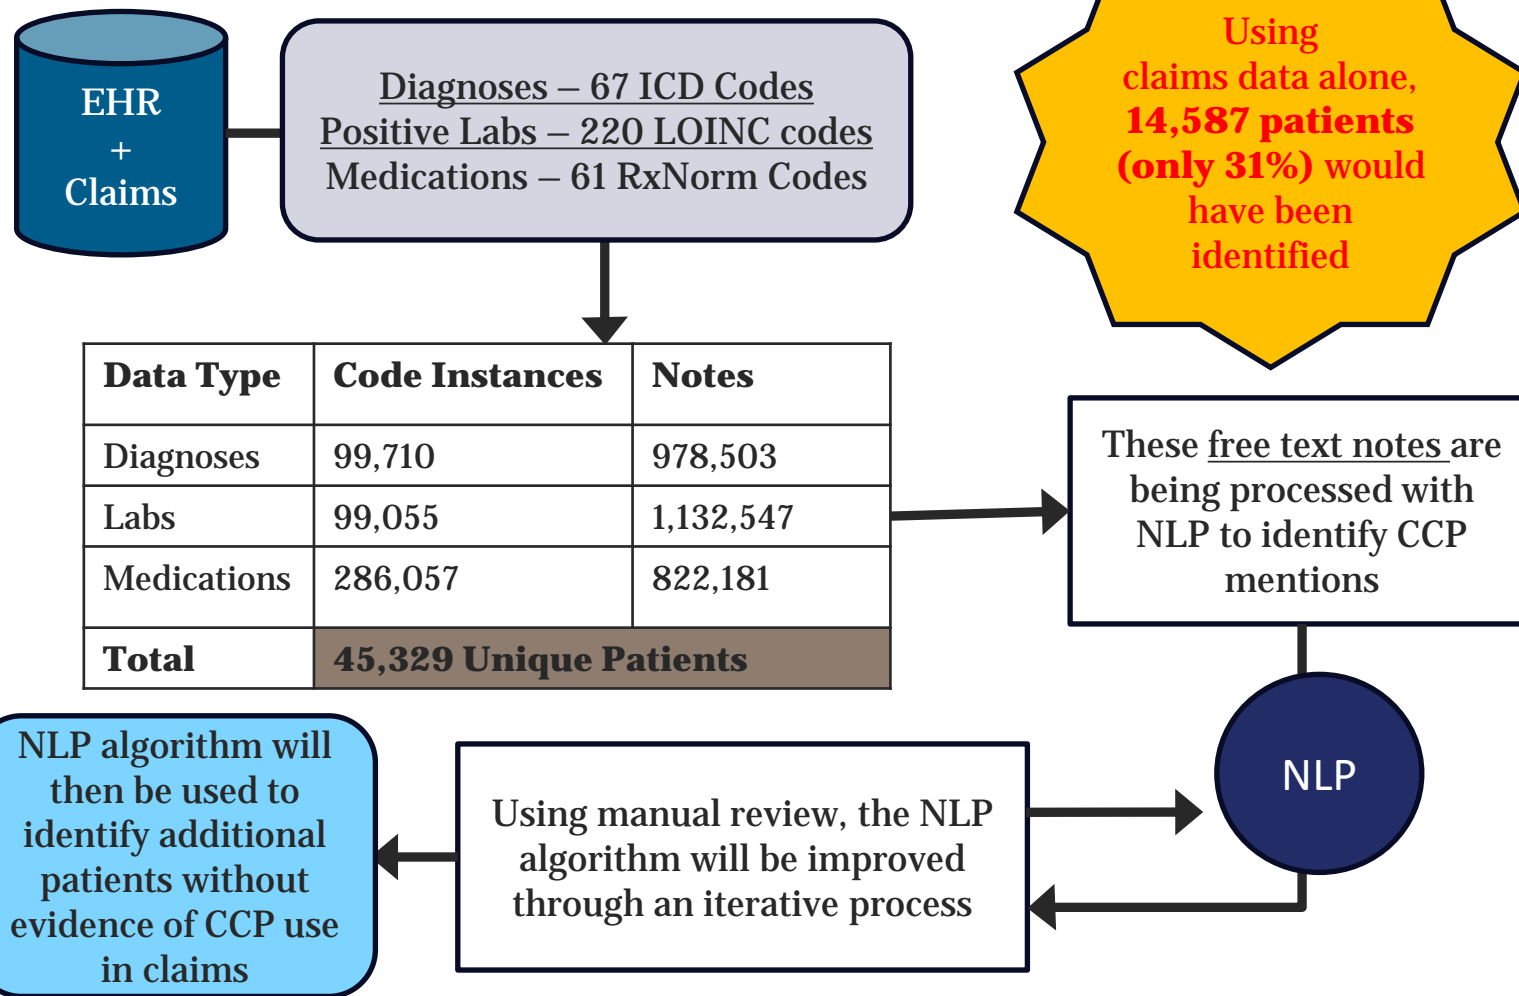 EHR
+
Claims
Diagnoses – 67 ICD Codes
Positive Labs – 220 LOINC codes
Medications – 61 RxNorm Codes
Using
claims data alone,
14,587 patients
(only 31%) would
have been
identified
Data Type Code Instances Notes
Diagnoses 99,710 978,503
Labs 99,055 1,132,547
Medications 286,057 822,181
Total 45,329 Unique Patients
These free text notes are
being processed with
NLP to identify CCP
mentions
NLP
Using manual review, the NLP
algorithm will be improved
through an iterative process
NLP algorithm will
then be used to
identify additional
patients without
evidence of CCP use
in claims